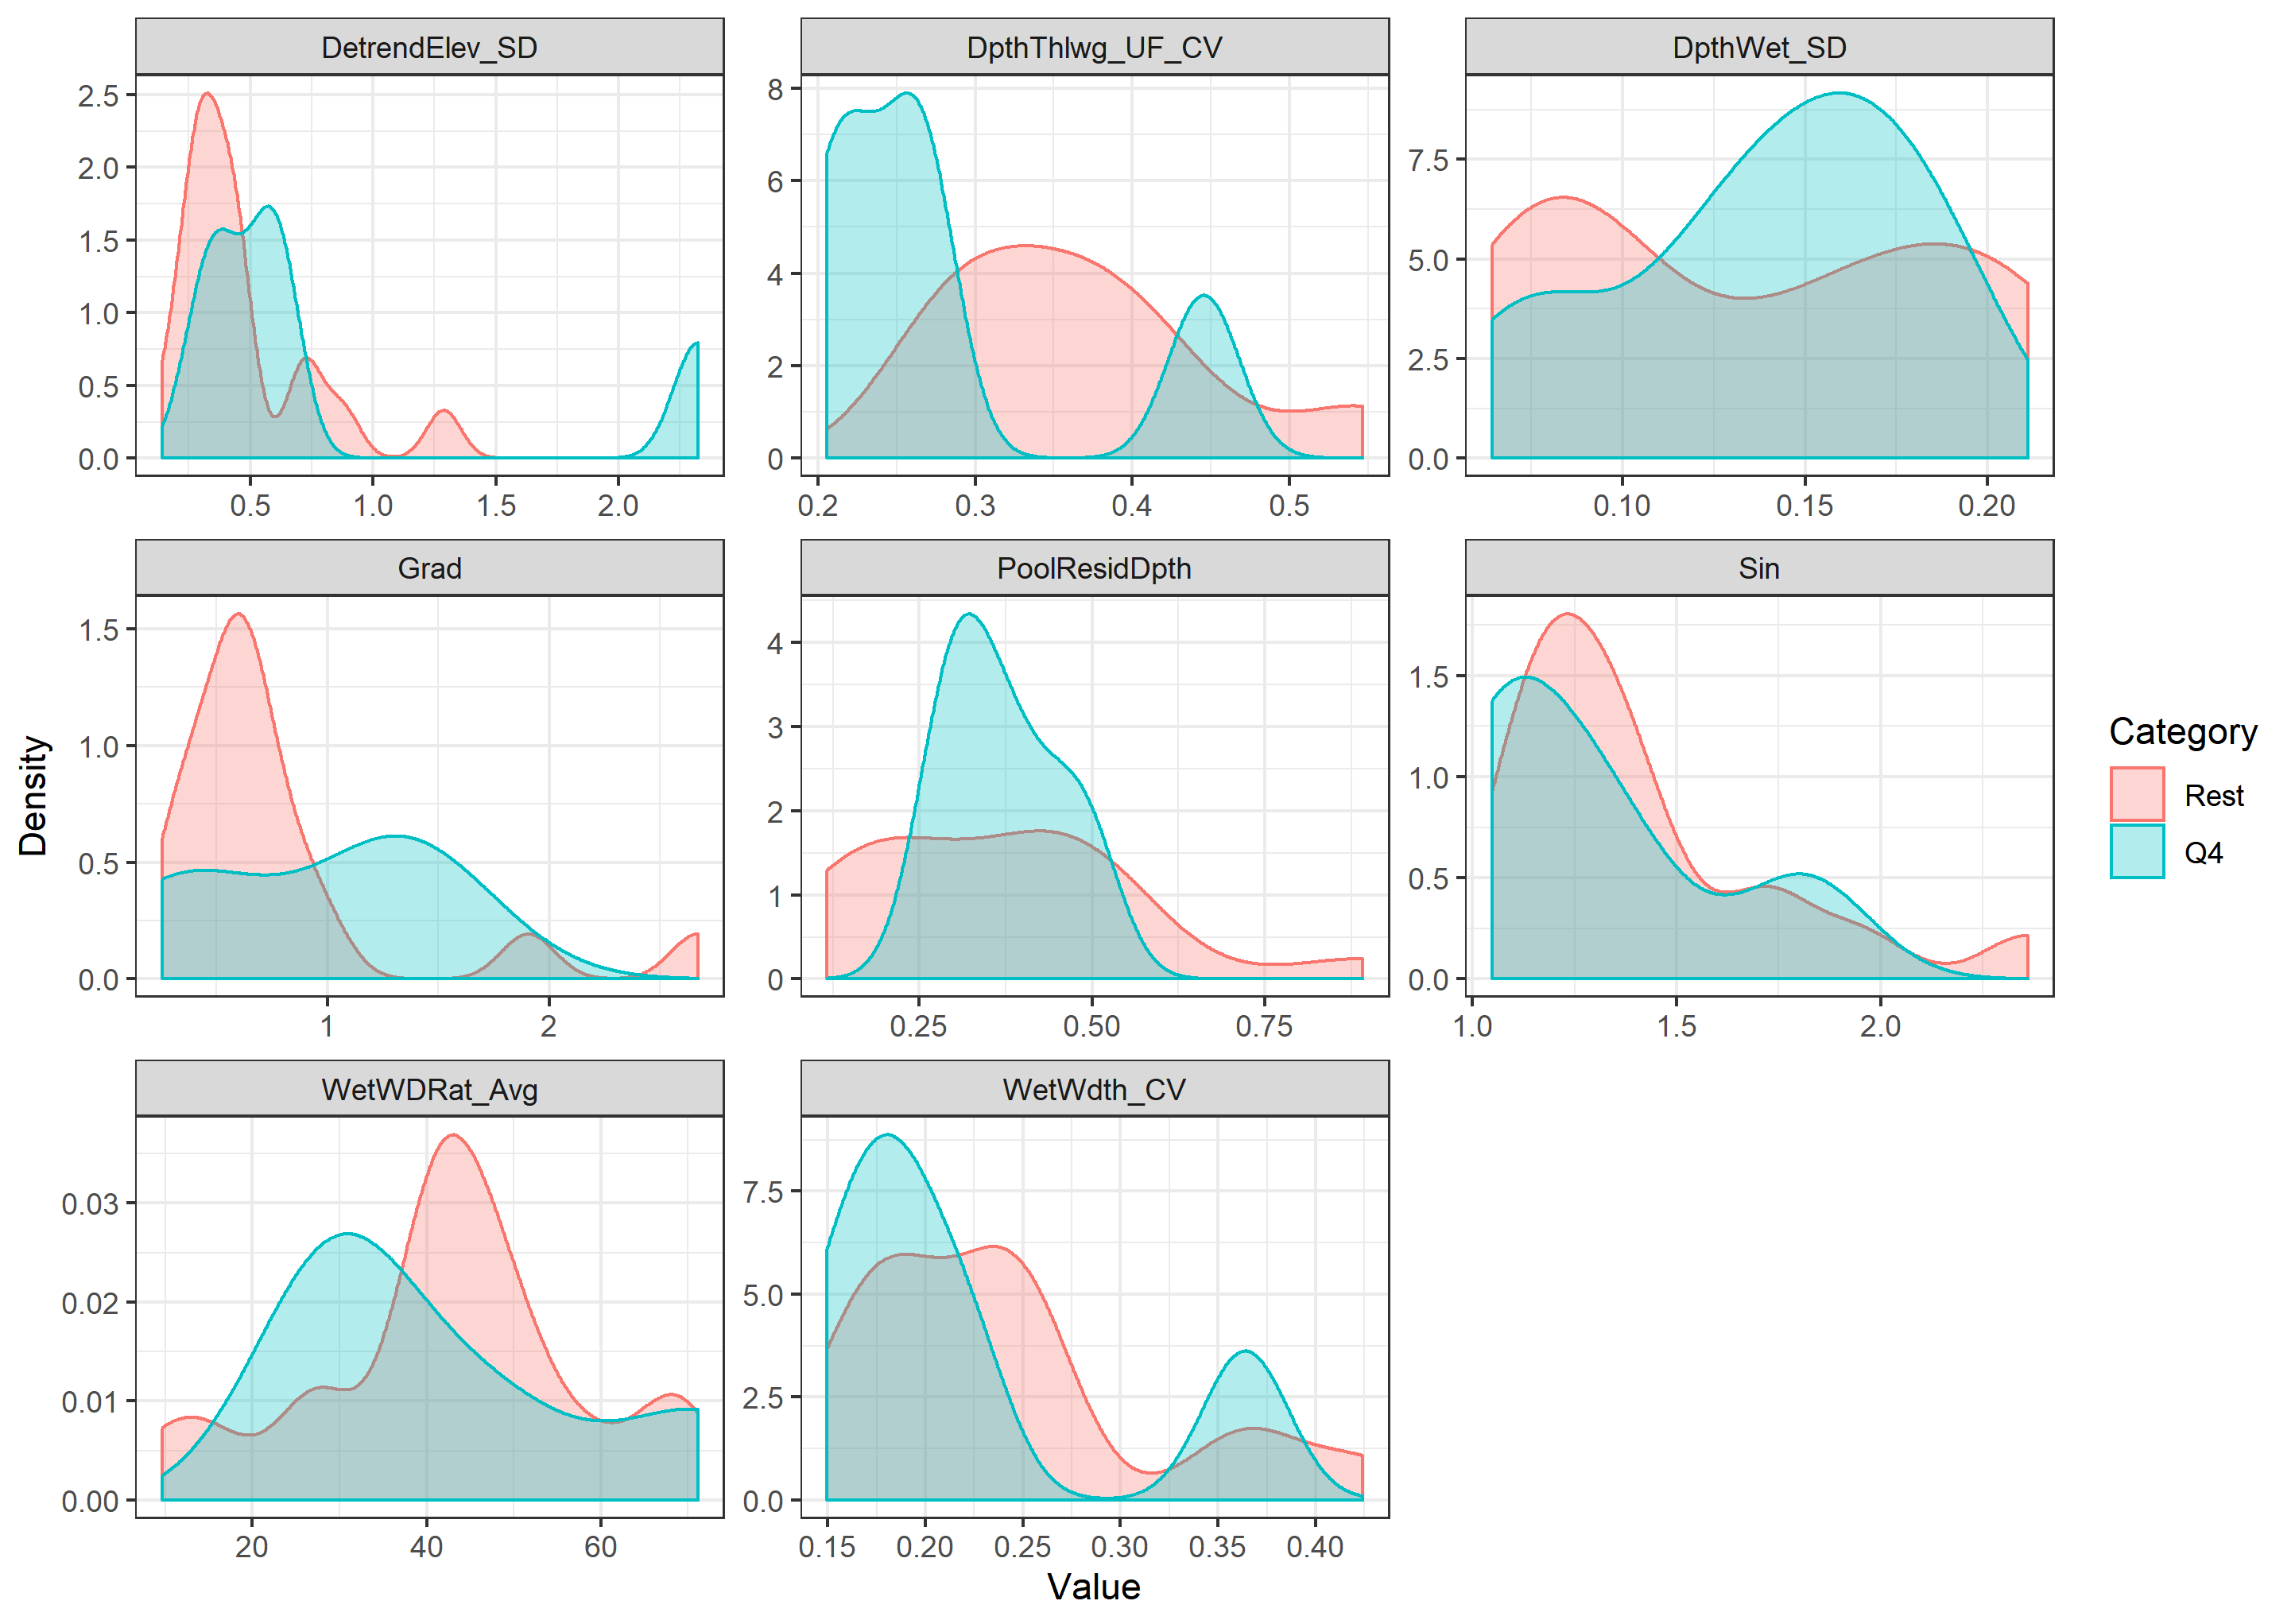 DetrendElev_SD
DpthThlwg_UF_CV
DpthWet_SD
2.5
2.0
1.5
1.0
0.5
0.0
0.5 1.0 1.5 2.0
8
6
4
2
0
0.2 0.3 0.4 0.5
7.5
5.0
2.5
0.0
0.10 0.15 0.20
Grad
PoolResidDpth
Sin
1.5
1.0
0.5
0.0
1 2
4
3
2
1
0
0.25 0.50 0.75
1.5
1.0
0.5
0.0
1.0 1.5 2.0
WetWDRat_Avg
WetWdth_CV
0.03
0.02
0.01
0.00
20 40 60
7.5
5.0
2.5
0.0
0.15 0.20 0.25 0.30 0.35 0.40
Density
Value
Category
Rest
Q4